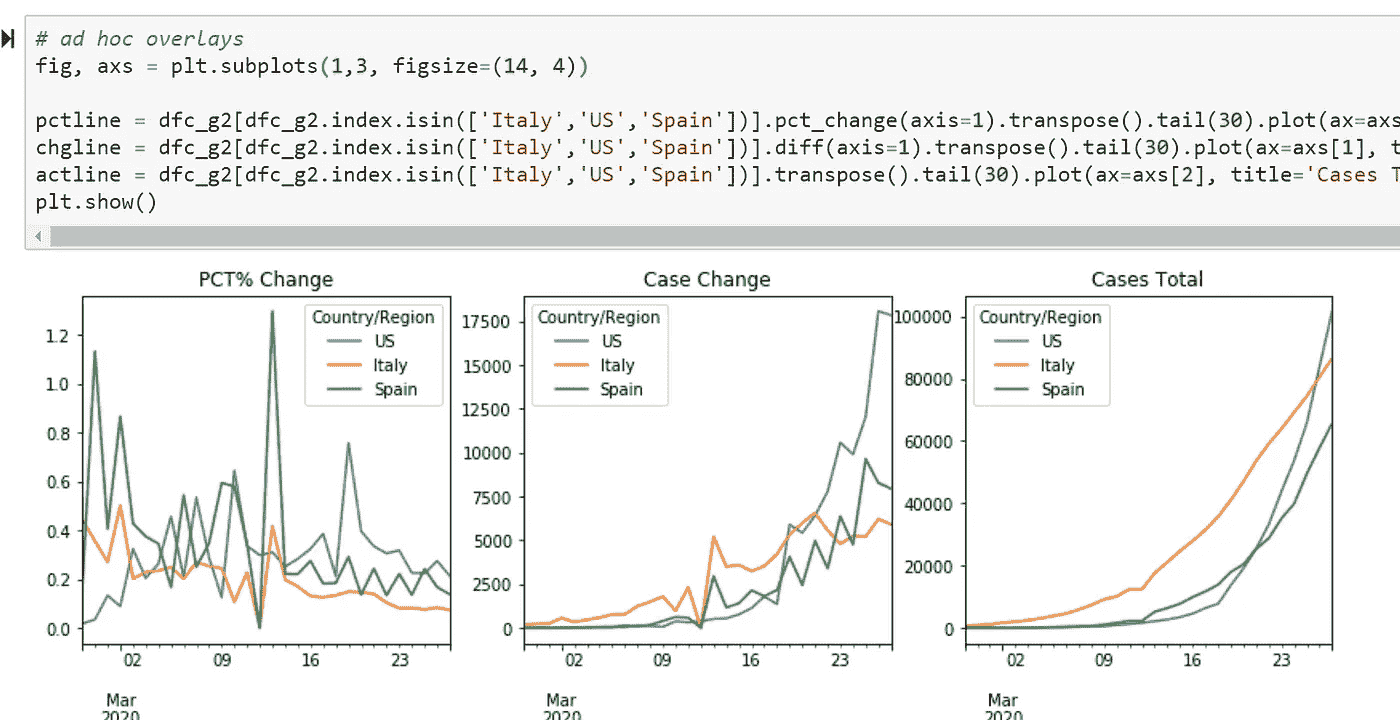 # ad hoc overlays
fig, axs = plt.subplots(1,3, figsize=(14, 4))
pctline = dfc_g2[dfc_g2.index.isin(['Italy','US','Spain'])].pct_change(axis=1).transpose().tail(30).plot(ax=axs
chgline = dfc_g2[dfc_g2.index.isin(['Italy','US','Spain'])].diff(axis=1).transpose().tail(30).plot(ax=axs[1], t
actline = dfc_g2[dfc_g2.index.isin(['Italy','US','Spain'])].transpose().tail(30).plot(ax=axs[2], title='Cases T
plt.show()
PCT% Change
Country/Region
US
Italy
Spain
1.2
1.0
0.8
0.6
0.4
0.2
0.0
02 09 16 23
Mar
2020
Case Change
Country/Region
US
Italy
Spain
17500
15000
12500
10000
7500
5000
2500
0
02 09 16 23
Mar
2020
Cases Total
Country/Region
US
Italy
Spain
100000
80000
60000
40000
20000
0
02 09 16 23
Mar
2020